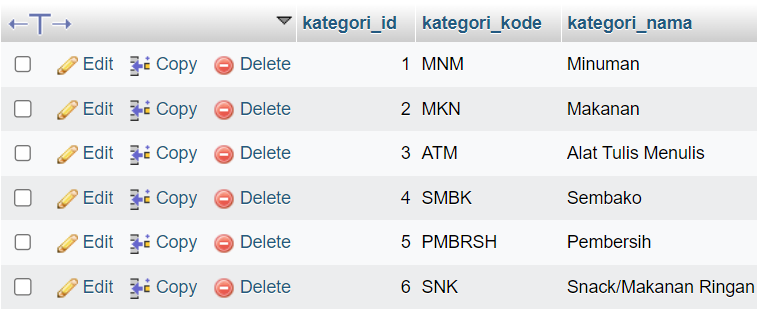 kategori_id kategori_kode kategori_nama
Edit Copy Delete 1 MNM Minuman
Edit Copy Delete 2 MKN Makanan
Edit Copy Delete 3 ATM Alat Tulis Menulis
Edit Copy Delete 4 SMBK Sembako
Edit Copy Delete 5 PMBRSH Pembersih
Edit Copy Delete 6 SNK Snack/Makanan Ringan